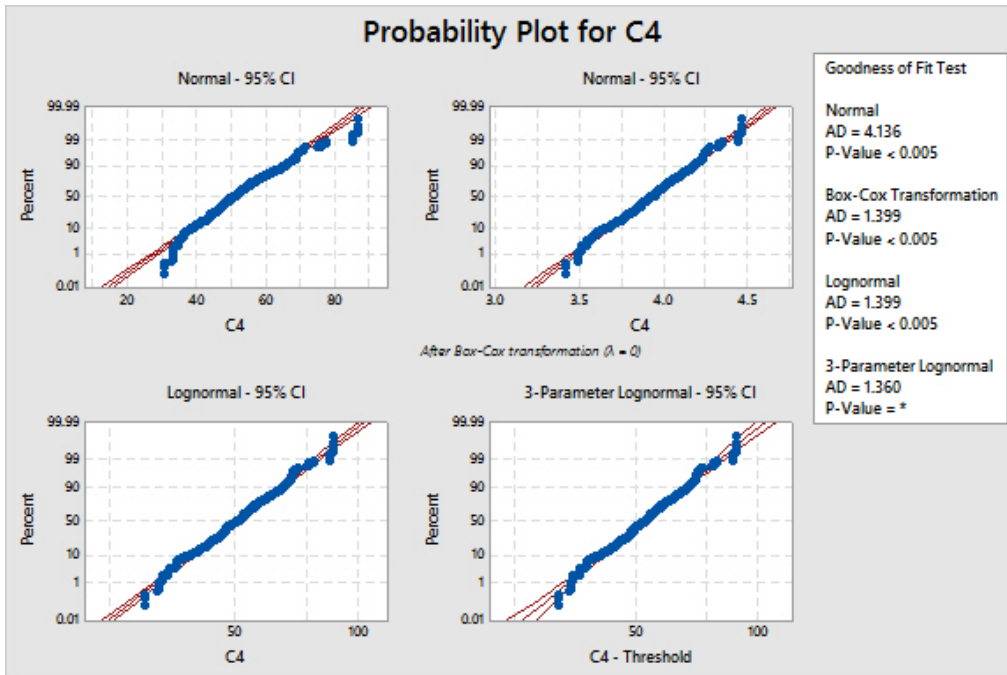 Probability Plot for C4
Normal - 95% CI
99.99
99
90
50
10
1
0.01
Percent
20
40
60
80
C4
Normal - 95% CI
99.99
99
90
50
10
1
0.01
Percent
3.0
3.5
4.0
4.5
C4
After Box-Cox transformation (λ = 0)
Lognormal - 95% CI
99.99
99
90
50
10
1
0.01
Percent
50
100
C4
3-Parameter Lognormal - 95% CI
99.99
99
90
50
10
1
0.01
Percent
50
100
C4 - Threshold
Goodness of Fit Test
Normal
AD = 4.136
P-Value < 0.005
Box-Cox Transformation
AD = 1.399
P-Value < 0.005
Lognormal
AD = 1.399
P-Value < 0.005
3-Parameter Lognormal
AD = 1.360
P-Value = *